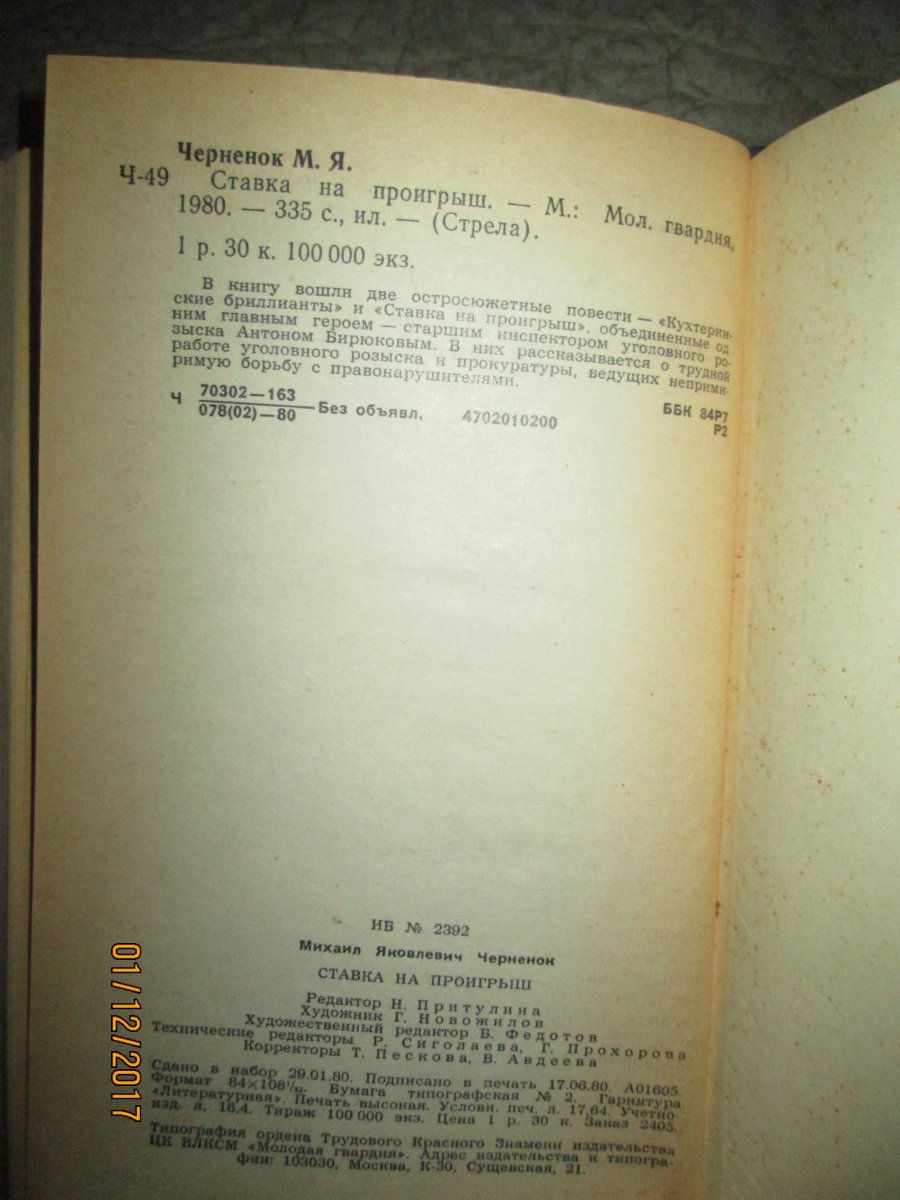 Черненок М. Я.
Ч-49 Ставка на проигрыш. — М.: Мол. гвардия,
1980. — 335 с., ил. — (Стрела).
1 р. 30 к. 100 000 экз.
В книгу вошли две остросюжетные повести — «Кухтерин-
ские бриллианты» и «Ставка на проигрыш», объединенные од
ним главным героем — старшим инспектором уголовного ро-
зыска Антоном Бирюковым. В них рассказывается о трудной
работе уголовного розыска и прокуратуры, ведущих неприми-
римую борьбу с правонарушителями.
Ч 70302—163
078(02)—80 Без объявл. 4702010200
ББК 84Р7
Р2
ИБ № 2392
Михаил Яковлевич Черненок
СТАВКА НА ПРОИГРЫШ
Редактор Н. Притулина
Художник Г. Новожилов
Художественный редактор Б. Федотов
Технические редакторы Р. Сиголаева, Г. Прохорова
Корректоры Т. Пескова, В. Авдеева
Сдано в набор 29.01.80. Подписано в печать 17.06.80. А01605.
Формат 84×108¹/₃₂. Бумага типографская № 2. Гарнитура
«Литературная». Печать высокая. Условн. печ. л. 17,64. Учетно-
изд. л. 18,4. Тираж 100 000 экз. Цена 1 р. 30 к. Заказ 2405.
Типография ордена Трудового Красного Знамени издательства
ЦК ВЛКСМ «Молодая гвардия». Адрес издательства и типогра-
фии: 103030, Москва, К-30, Сущевская, 21.
01/12/2017